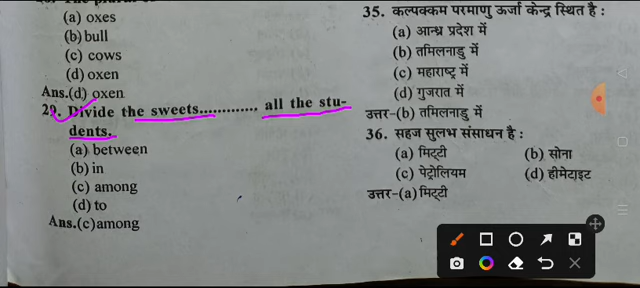 (a) oxes
(b) bull
(c) cows
(d) oxen
Ans.(d) oxen
29. Divide the sweets............. all the stu-
dents.
(a) between
(b) in
(c) among
(d) to
Ans.(c)among
35. कल्पक्कम परमाणु ऊर्जा केन्द्र स्थित है :
(a) आन्ध्र प्रदेश में
(b) तमिलनाडु में
(c) महाराष्ट्र में
(d) गुजरात में
उत्तर-(b) तमिलनाडु में
36. सहज सुलभ संसाधन है :
(a) मिट्टी (b) सोना
(c) पेट्रोलियम (d) हीमेटाइट
उत्तर-(a) मिट्टी